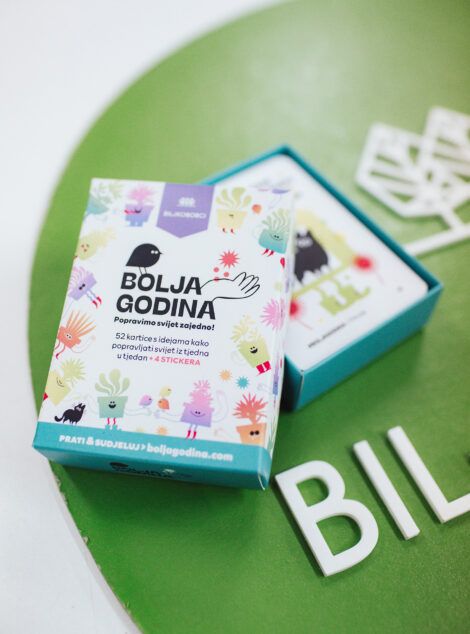 BILJKOBORCI
BOLJA
GODINA
Popravimo svijet zajedno!
52 kartice s idejama kako
popravljati svijet iz tjedna
u tjedan + 4 STICKERA
PRATI & SUDJELUJ > boljagodina.com
BIL